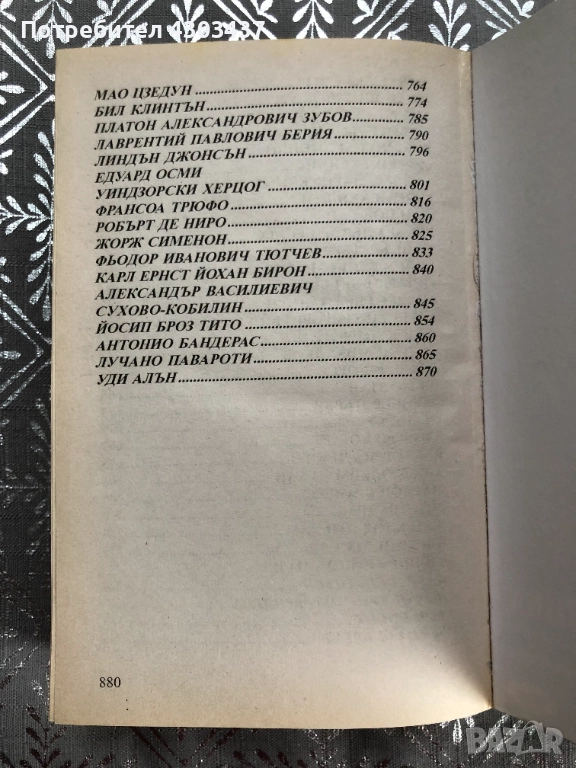 Потребител 4303437
МАО ЦЗЕДУН........................................ 764
БИЛ КЛИНТЪН...................................... 774
ПЛАТОН АЛЕКСАНДРОВИЧ ЗУБОВ.......... 785
ЛАВРЕНТИЙ ПАВЛОВИЧ БЕРИЯ............. 790
ЛИНДЪН ДЖОНСЪН............................... 796
ЕДУАРД ОСМИ
УИНДЗОРСКИ ХЕРЦОГ........................... 801
ФРАНСОА ТРЮФО................................. 816
РОБЪРТ ДЕ НИРО................................. 820
ЖОРЖ СИМЕНОН.................................. 825
ФЬОДОР ИВАНОВИЧ ТЮТЧЕВ................ 833
КАРЛ ЕРНСТ ЙОХАН БИРОН................... 840
АЛЕКСАНДЪР ВАСИЛИЕВИЧ
СУХОВО-КОБИЛИН................................ 845
ЙОСИП БРОЗ ТИТО............................... 854
АНТОНИО БАНДЕРАС............................. 860
ЛУЧАНО ПАВАРОТИ............................... 865
УДИ АЛЪН........................................... 870
880
BAZAR